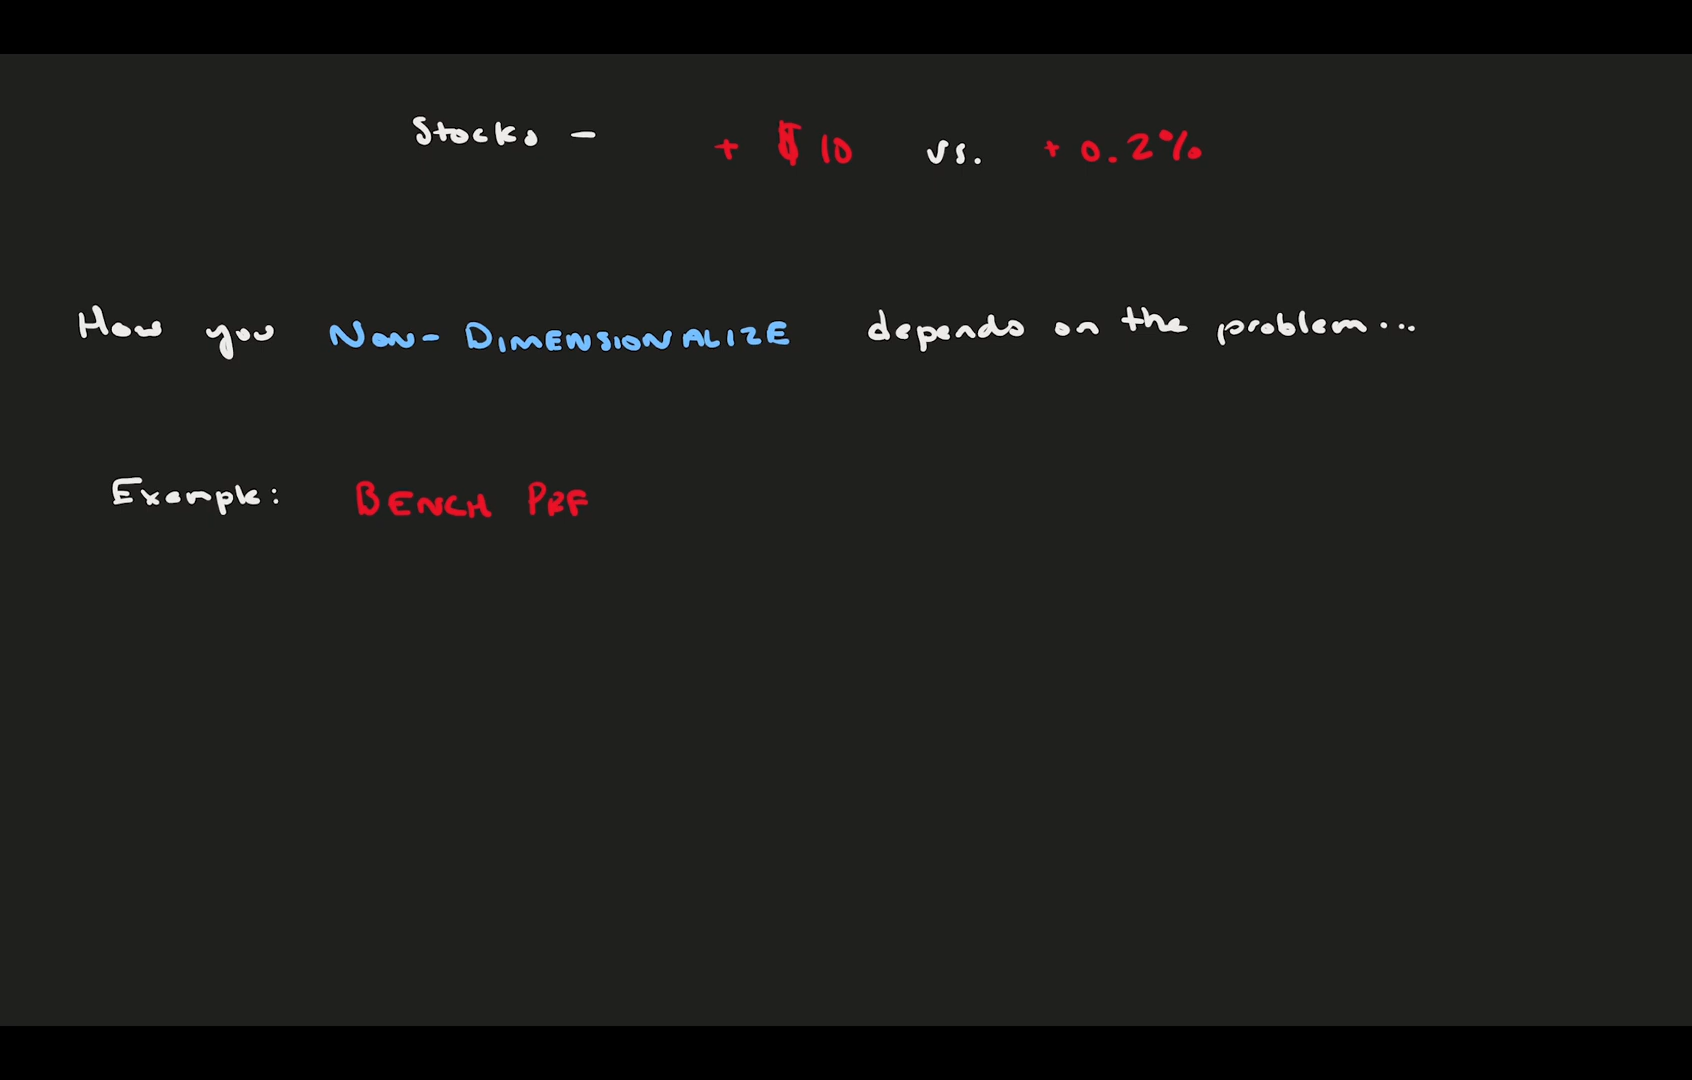 Stocks - + $10 vs. + 0.2%
How you NON-DIMENSIONALIZE depends on the problem...
Example: BENCH PRF